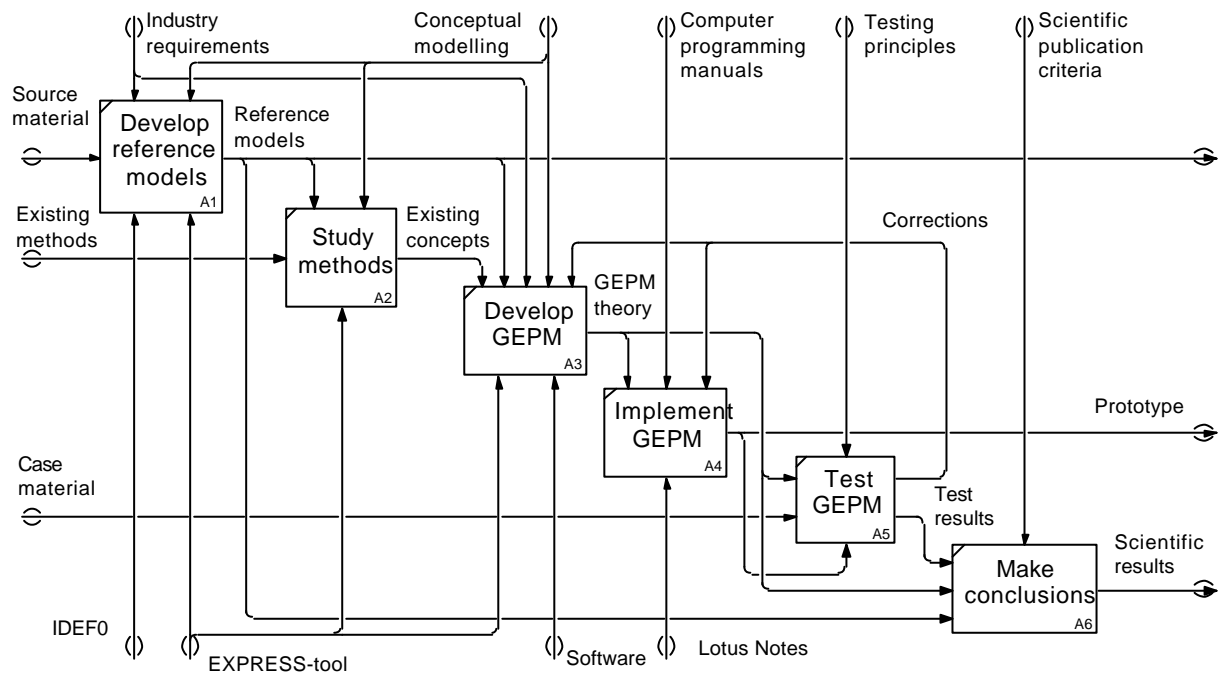 Industry
requirements
Conceptual
modelling
Computer
programming
manuals
Testing
principles
Scientific
publication
criteria
Source
material
Develop
reference
models
A1
Reference
models
Existing
methods
Study
methods
A2
Existing
concepts
Corrections
Develop
GEPM
A3
GEPM
theory
Implement
GEPM
A4
Prototype
Case
material
Test
GEPM
A5
Test
results
Make
conclusions
A6
Scientific
results
IDEF0
EXPRESS-tool
Software
Lotus Notes